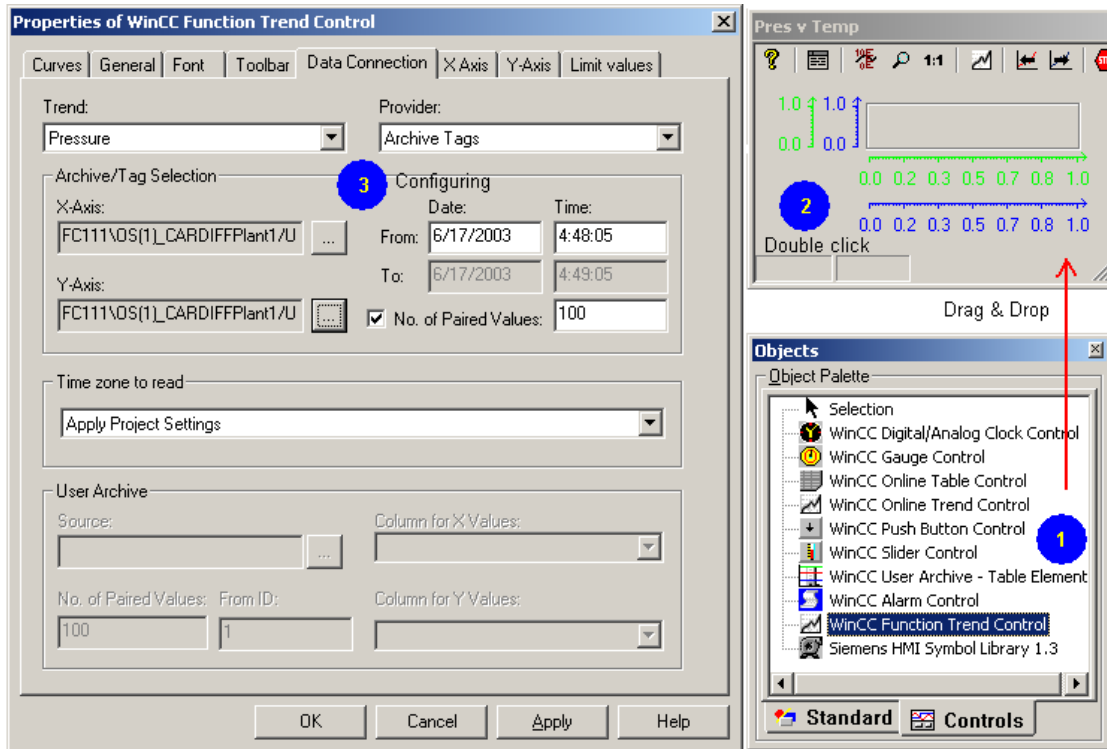 Properties of WinCC Function Trend Control
Curves General Font Toolbar Data Connection X Axis Y-Axis Limit values
Trend: Provider:
Pressure Archive Tags
Archive/Tag Selection 3 Configuring
X-Axis: Date: Time:
FC111\OS(1)_CARDIFFPlant1/U ... From: 6/17/2003 4:48:05
To: 6/17/2003 4:49:05
Y-Axis:
FC111\OS(1)_CARDIFFPlant1/U ... No. of Paired Values: 100
Time zone to read
Apply Project Settings
User Archive
Source: Column for X Values:
...
No. of Paired Values: From ID: Column for Y Values:
100 1
OK Cancel Apply Help
Pres v Temp
1:1
1.0 1.0
0.0 0.0
0.0 0.2 0.3 0.5 0.7 0.8 1.0
2
0.0 0.2 0.3 0.5 0.7 0.8 1.0
Double click
Drag & Drop
Objects
Object Palette
Selection
WinCC Digital/Analog Clock Control
WinCC Gauge Control
WinCC Online Table Control
WinCC Online Trend Control
WinCC Push Button Control
1
WinCC Slider Control
WinCC User Archive - Table Element
WinCC Alarm Control
WinCC Function Trend Control
Siemens HMI Symbol Library 1.3
Standard Controls